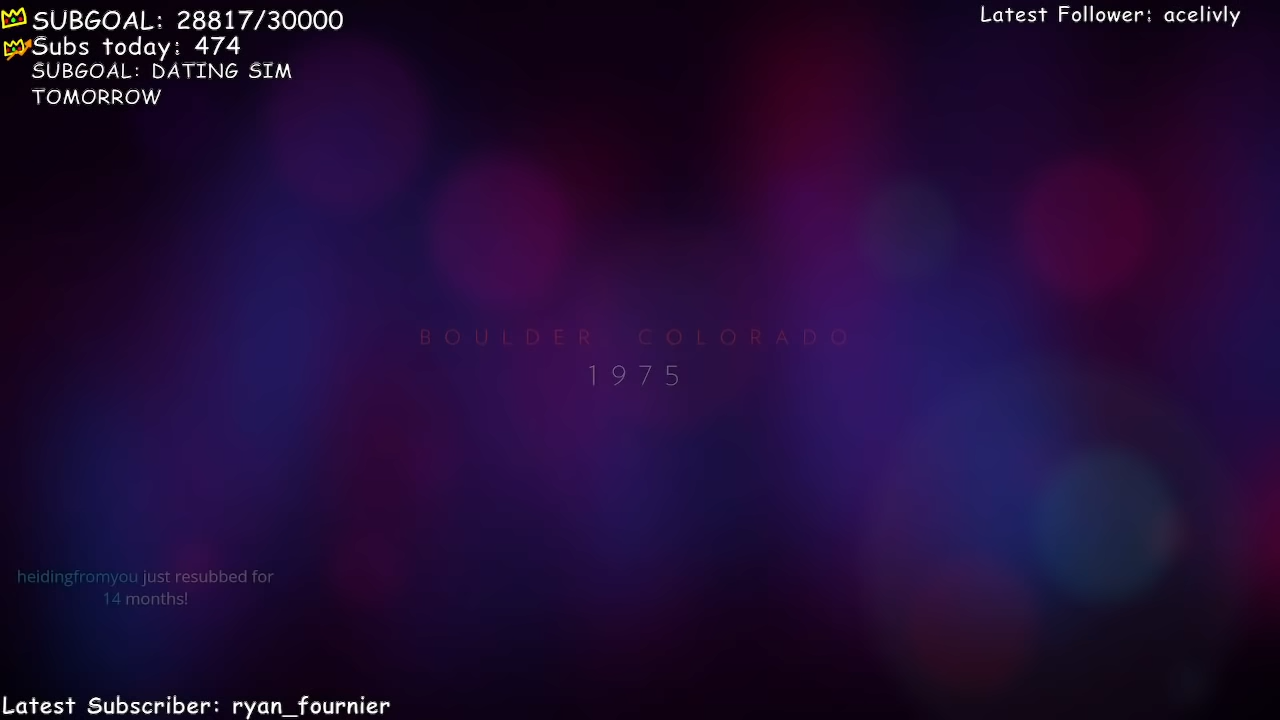 SUBGOAL: 28817/30000
Latest Follower: acelivly
Subs today: 474
SUBGOAL: DATING SIM
TOMORROW
BOULDER, COLORADO
1975
heidingfromyou just resubbed for
14 months!
Latest Subscriber: ryan_fournier